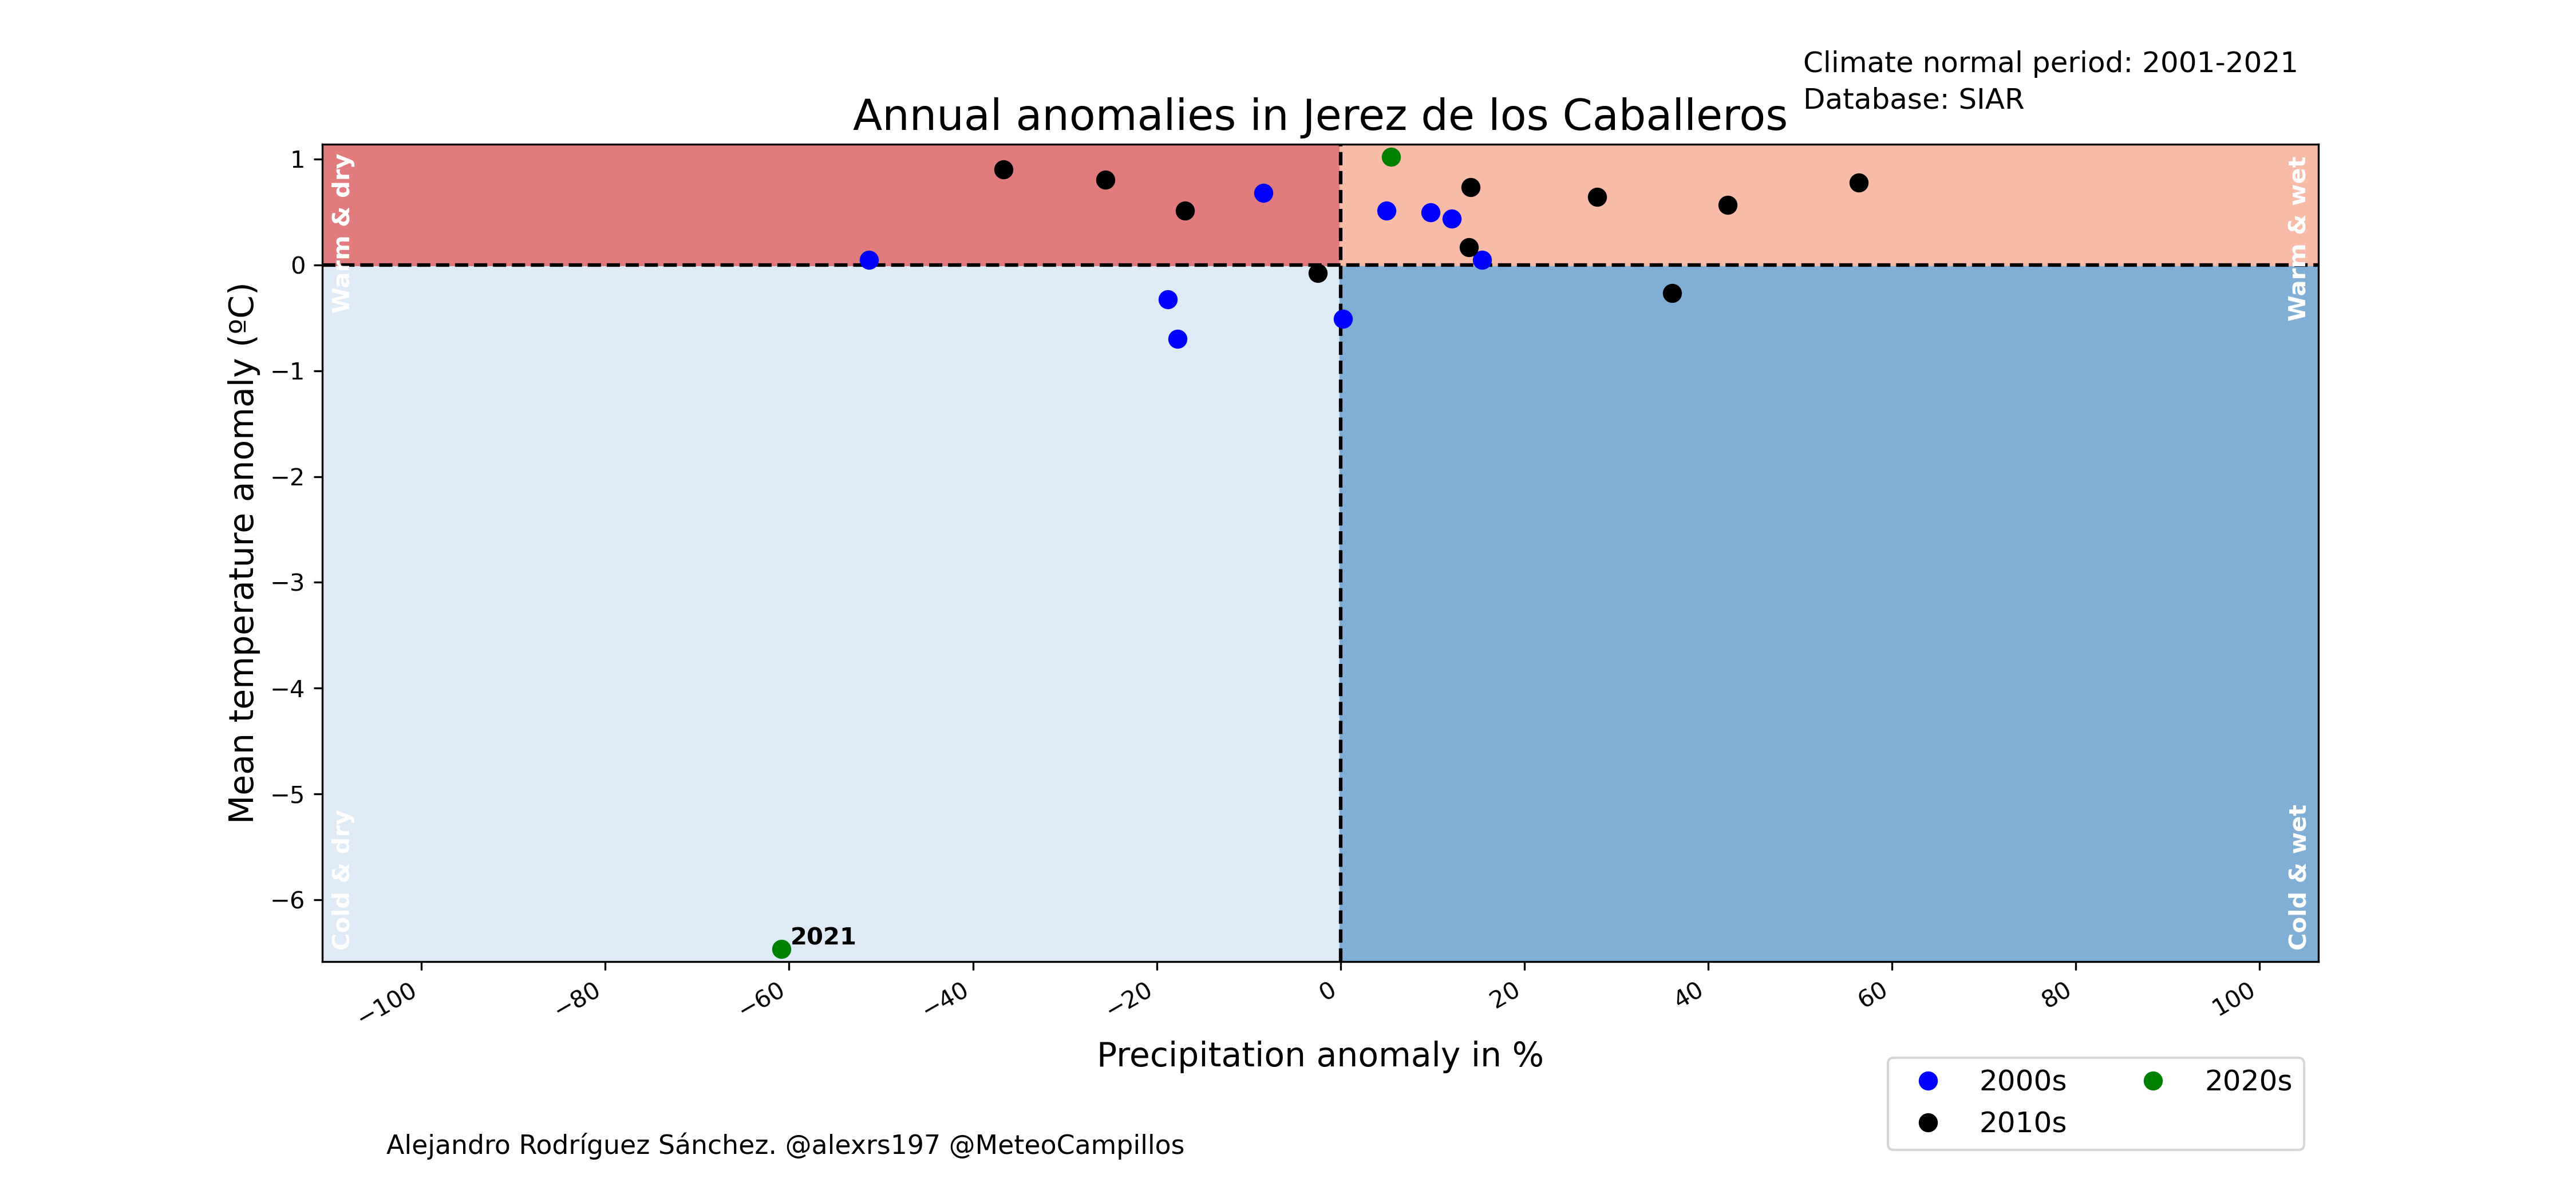 Climate normal period: 2001-2021
Database: SIAR
Annual anomalies in Jerez de los Caballeros
Warm & dry
Warm & wet
1
0
−1
−2
−3
−4
−5
−6
Mean temperature anomaly (ºC)
Cold & dry
Cold & wet
2021
−100
−80
−60
−40
−20
0
20
40
60
80
100
Precipitation anomaly in %
2000s
2020s
2010s
Alejandro Rodríguez Sánchez. @alexrs197 @MeteoCampillos